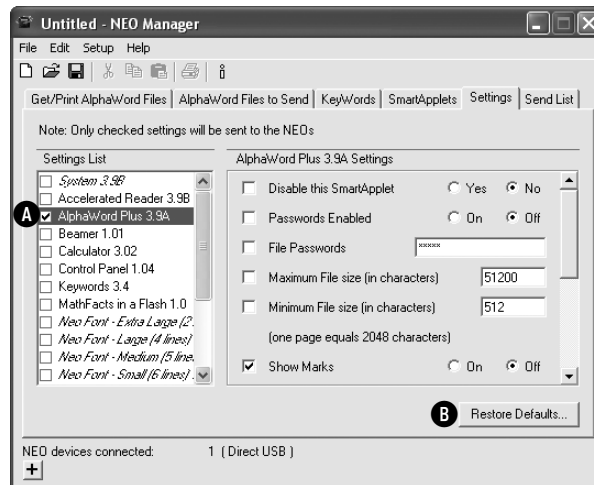 Untitled - NEO Manager
File Edit Setup Help
Get/Print AlphaWord Files AlphaWord Files to Send KeyWords SmartApplets Settings Send List
Note: Only checked settings will be sent to the NEOs
Settings List
System 3.9B
Accelerated Reader 3.9B
A
AlphaWord Plus 3.9A
Beamer 1.01
Calculator 3.02
Control Panel 1.04
Keywords 3.4
MathFacts in a Flash 1.0
Neo Font - Extra Large (2
Neo Font - Large (4 lines)
Neo Font - Medium (5 lines
Neo Font - Small (6 lines) .
AlphaWord Plus 3.9A Settings
Disable this SmartApplet Yes No
Passwords Enabled On Off
File Passwords *****
Maximum File size (in characters) 51200
Minimum File size (in characters) 512
(one page equals 2048 characters)
Show Marks On Off
B Restore Defaults...
NEO devices connected: 1 (Direct USB)